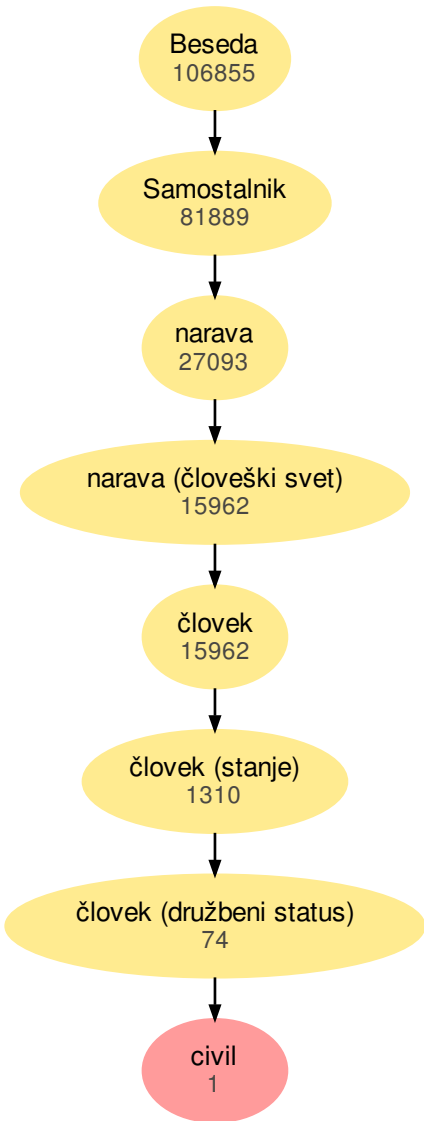 Beseda
106855
Samostalnik
81889
narava
27093
narava (človeški svet)
15962
človek
15962
človek (stanje)
1310
človek (družbeni status)
74
civil
1